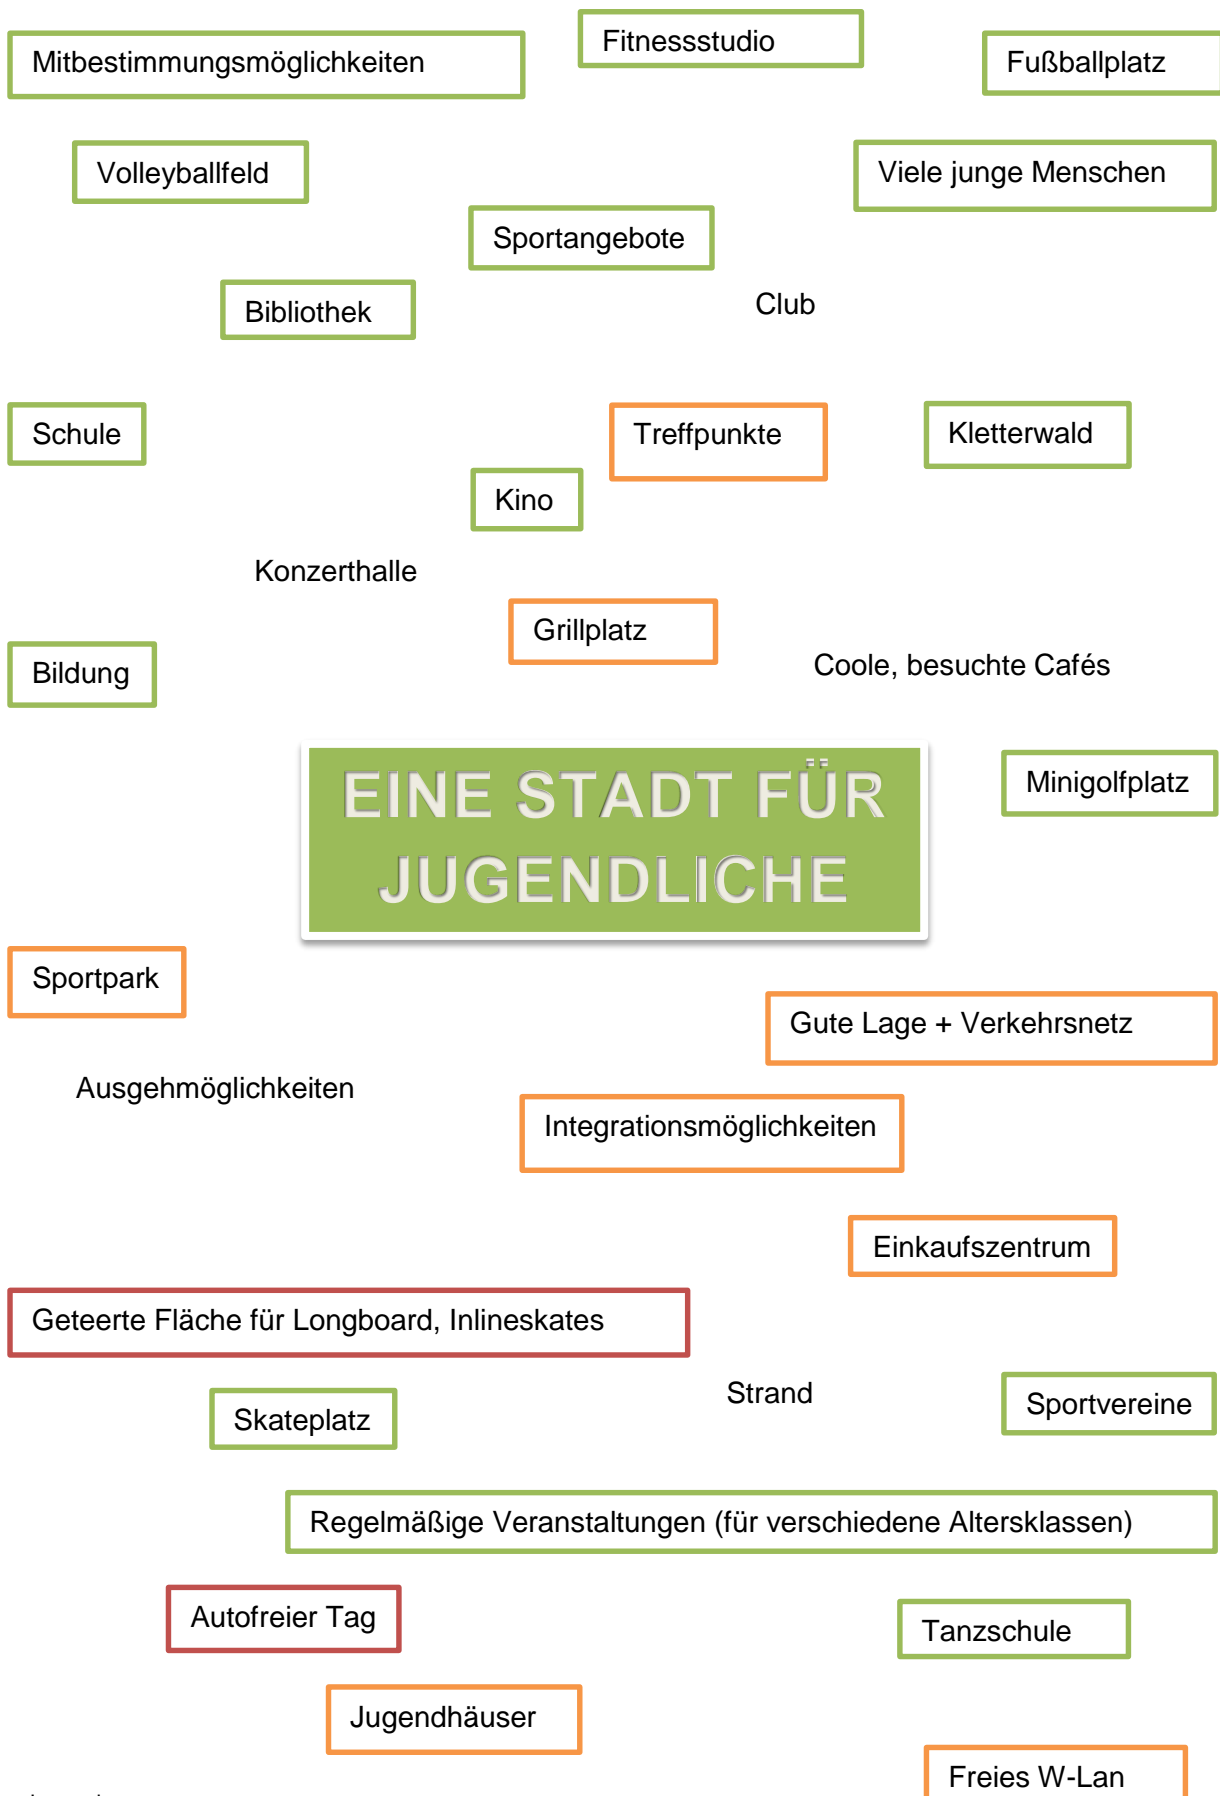 Mitbestimmungsmöglichkeiten
Fitnessstudio
Fußballplatz
Volleyballfeld
Viele junge Menschen
Sportangebote
Bibliothek
Club
Schule
Treffpunkte
Kletterwald
Kino
Konzerthalle
Grillplatz
Bildung
Coole, besuchte Cafés
EINE STADT FÜR
JUGENDLICHE
Minigolfplatz
Sportpark
Gute Lage + Verkehrsnetz
Ausgehmöglichkeiten
Integrationsmöglichkeiten
Einkaufszentrum
Geteerte Fläche für Longboard, Inlineskates
Strand
Sportvereine
Skateplatz
Regelmäßige Veranstaltungen (für verschiedene Altersklassen)
Autofreier Tag
Tanzschule
Jugendhäuser
Freies W-Lan